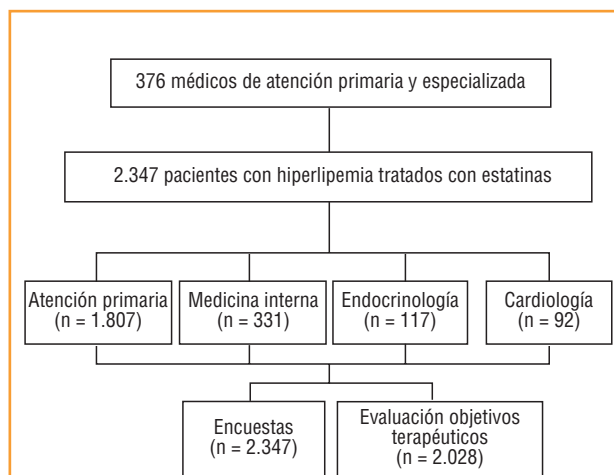 376 médicos de atención primaria y especializada
2.347 pacientes con hiperlipemia tratados con estatinas
Atención primaria
(n = 1.807)
Medicina interna
(n = 331)
Endocrinología
(n = 117)
Cardiología
(n = 92)
Encuestas
(n = 2.347)
Evaluación objetivos
terapéuticos
(n = 2.028)